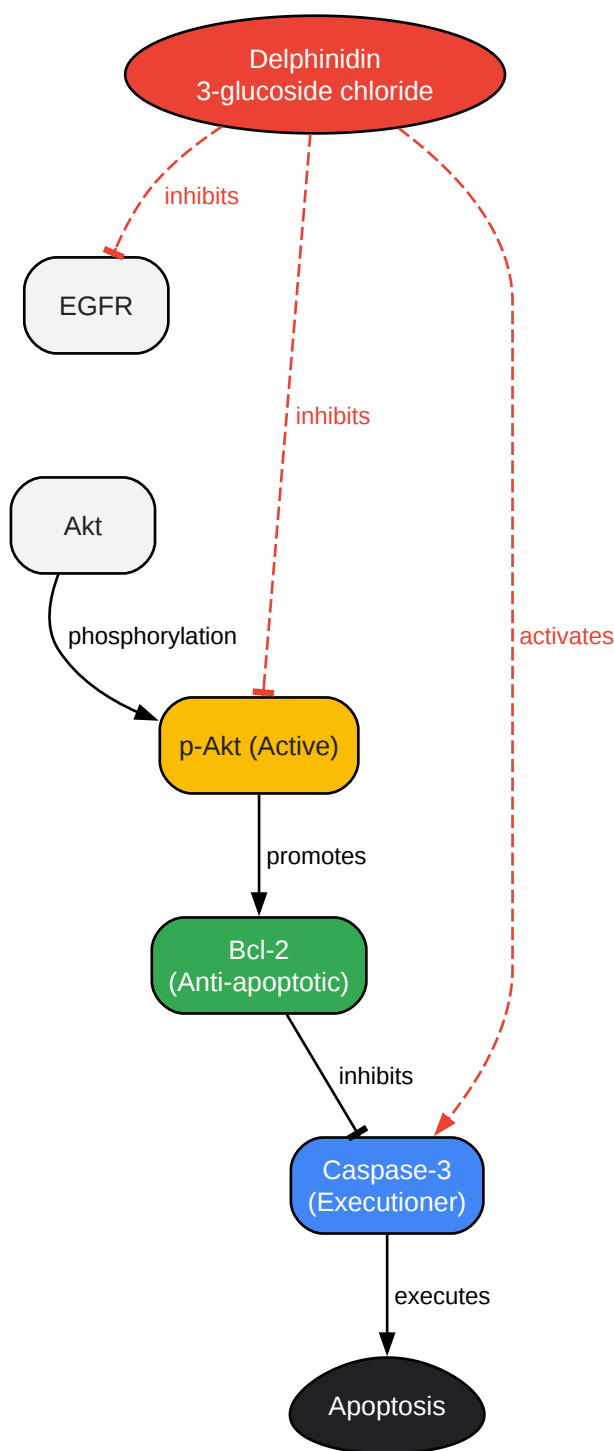 Delphinidin
3-glucoside chloride
inhibits
EGFR
inhibits
Akt
phosphorylation
activates
p-Akt (Active)
promotes
Bcl-2
(Anti-apoptotic)
inhibits
Caspase-3
(Executioner)
executes
Apoptosis